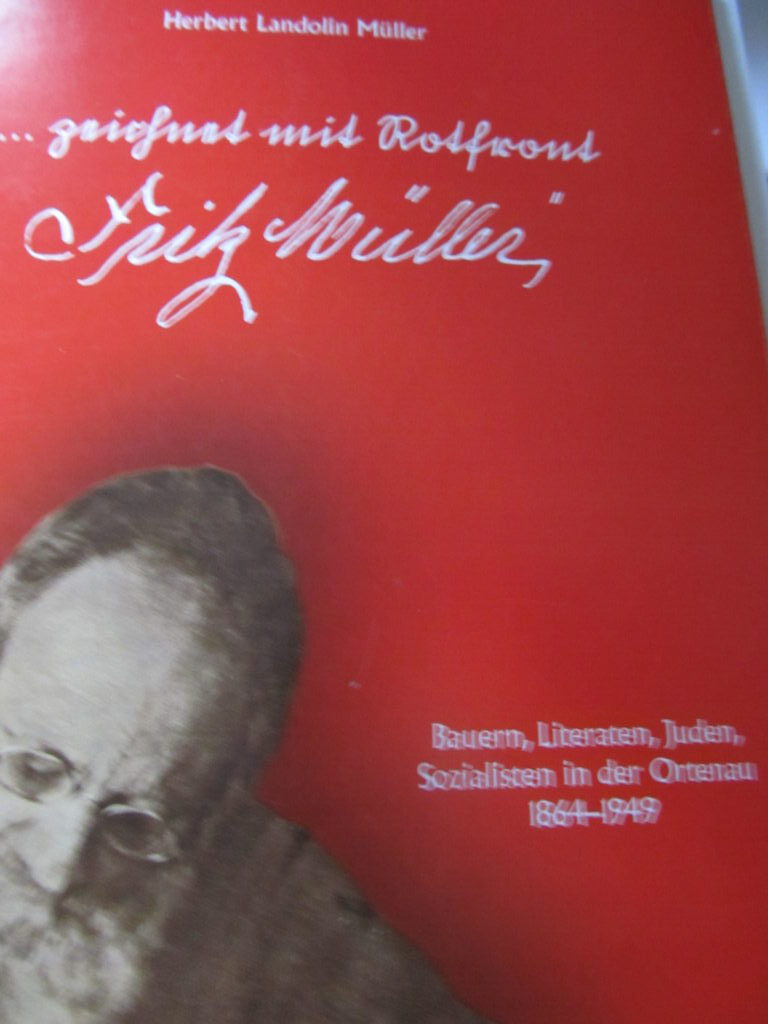 Herbert Landolin Müller
... zeichnet mit Rotfront
Fritz Müller"
Bauern, Literaten, Juden,
Sozialisten in der Ortenau
1864–1949